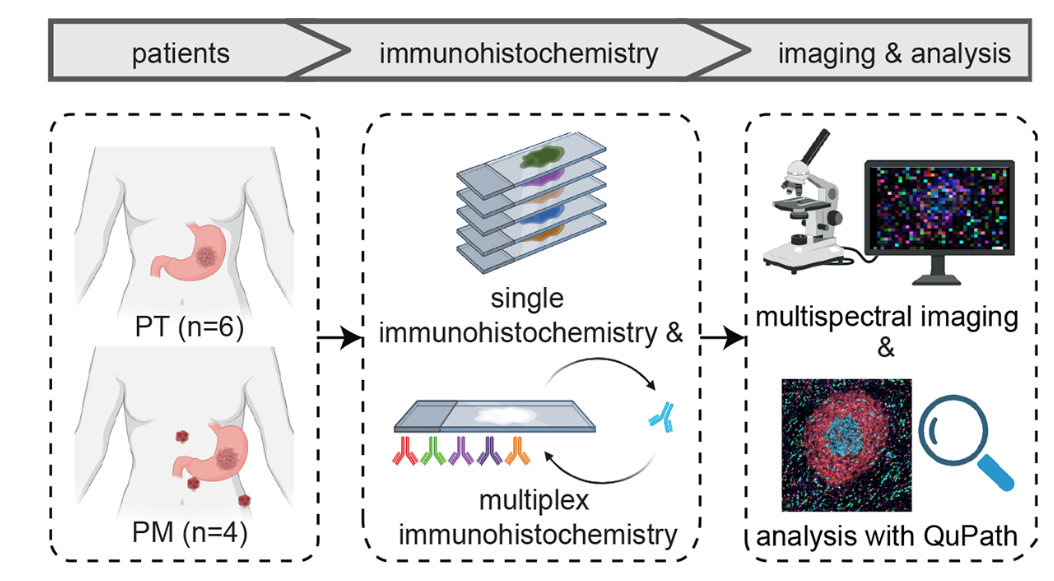 patients
immunohistochemistry
imaging & analysis
PT (n=6)
PM (n=4)
single
immunohistochemistry &
multiplex
immunohistochemistry
multispectral imaging
&
analysis with QuPath